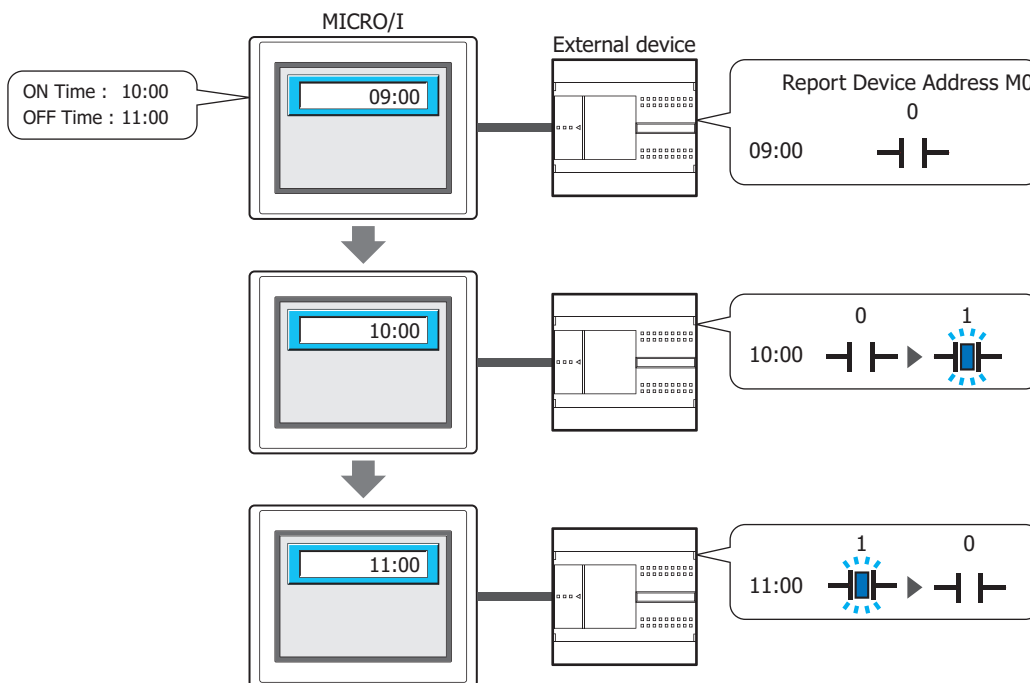 MICRO/I
External device
ON Time : 10:00
OFF Time : 11:00
09:00
Report Device Address M0
0
09:00
10:00
0 1
10:00
11:00
1 0
11:00